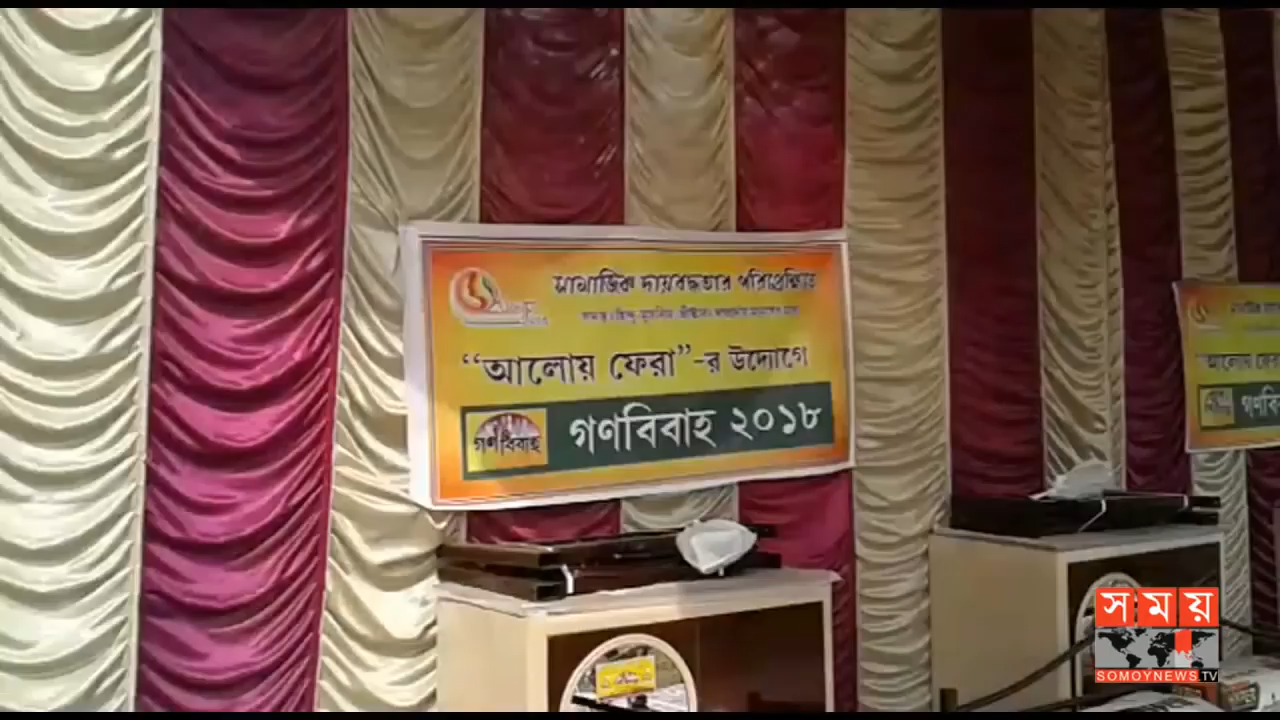 সামাজিক দায়বদ্ধতার পরিপ্রেক্ষিতে
“আলোয় ফেরা”-র উদ্যোগে
গণবিবাহ
গণবিবাহ ২০১৮
সময়
SOMOYNEWS TV